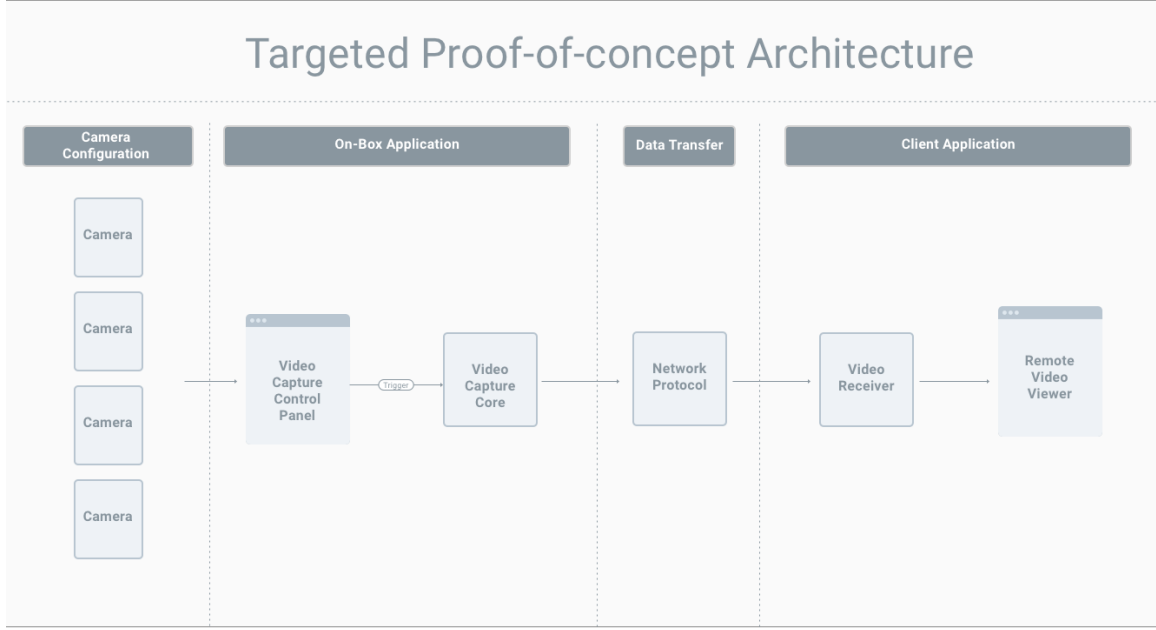 Targeted Proof-of-concept Architecture
Camera
Configuration
On-Box Application
Data Transfer
Client Application
Camera
Camera
Camera
Camera
Video
Capture
Control
Panel
Trigger
Video
Capture
Core
Network
Protocol
Video
Receiver
Remote
Video
Viewer